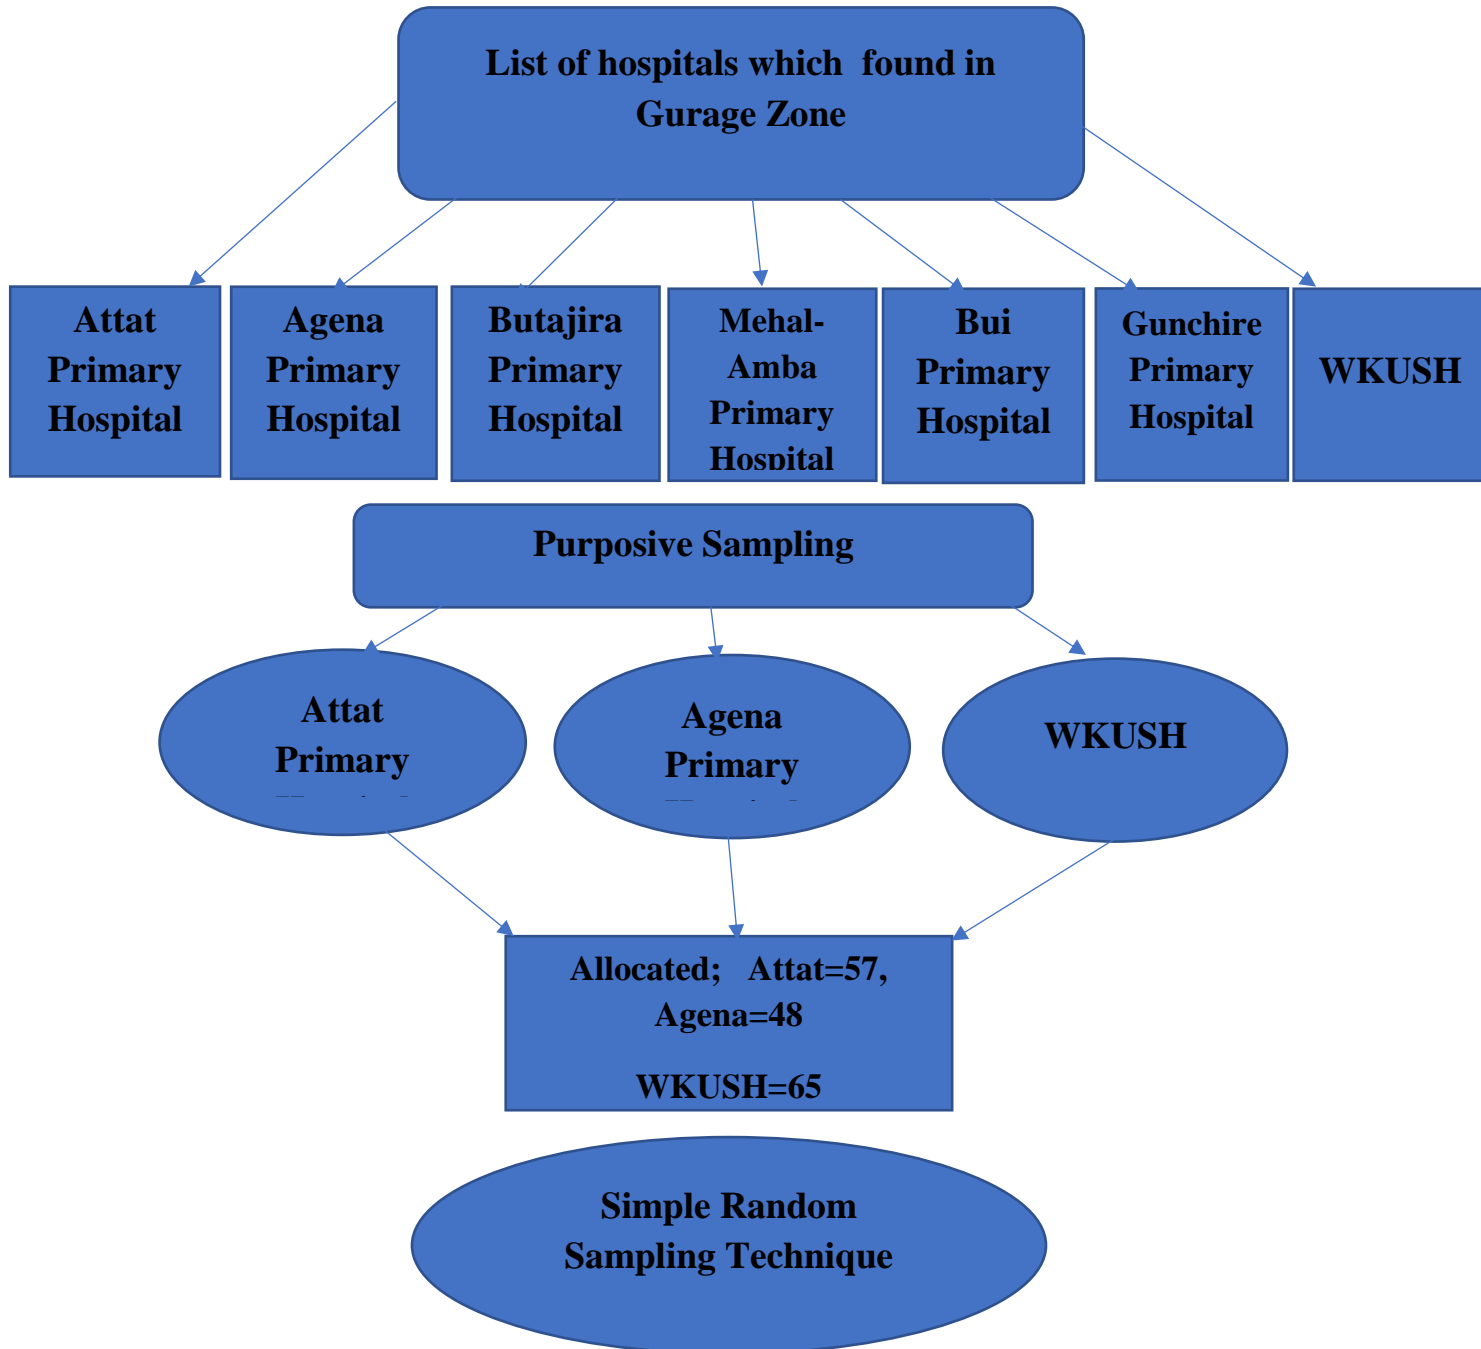 List of hospitals which found in
Gurage Zone
Attat
Primary
Hospital
Agena
Primary
Hospital
Butajira
Primary
Hospital
Mehal-
Amba
Primary
Hospital
Bui
Primary
Hospital
Gunchire
Primary
Hospital
WKUSH
Purposive Sampling
Attat
Primary
Agena
Primary
WKUSH
Allocated; Attat=57,
Agena=48
WKUSH=65
Simple Random
Sampling Technique